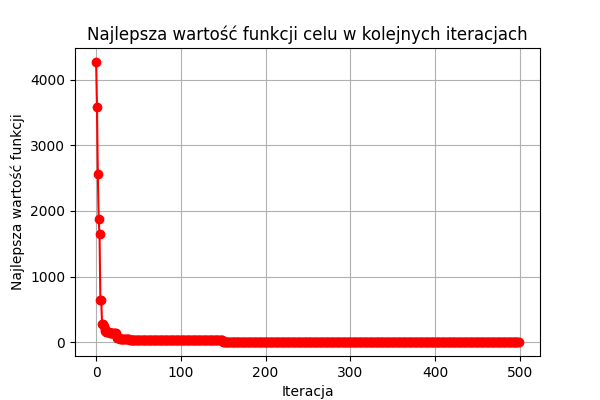 Najlepsza wartość funkcji celu w kolejnych iteracjach
Najlepsza wartość funkcji
4000
3000
2000
1000
0
0 100 200 300 400 500
Iteracja